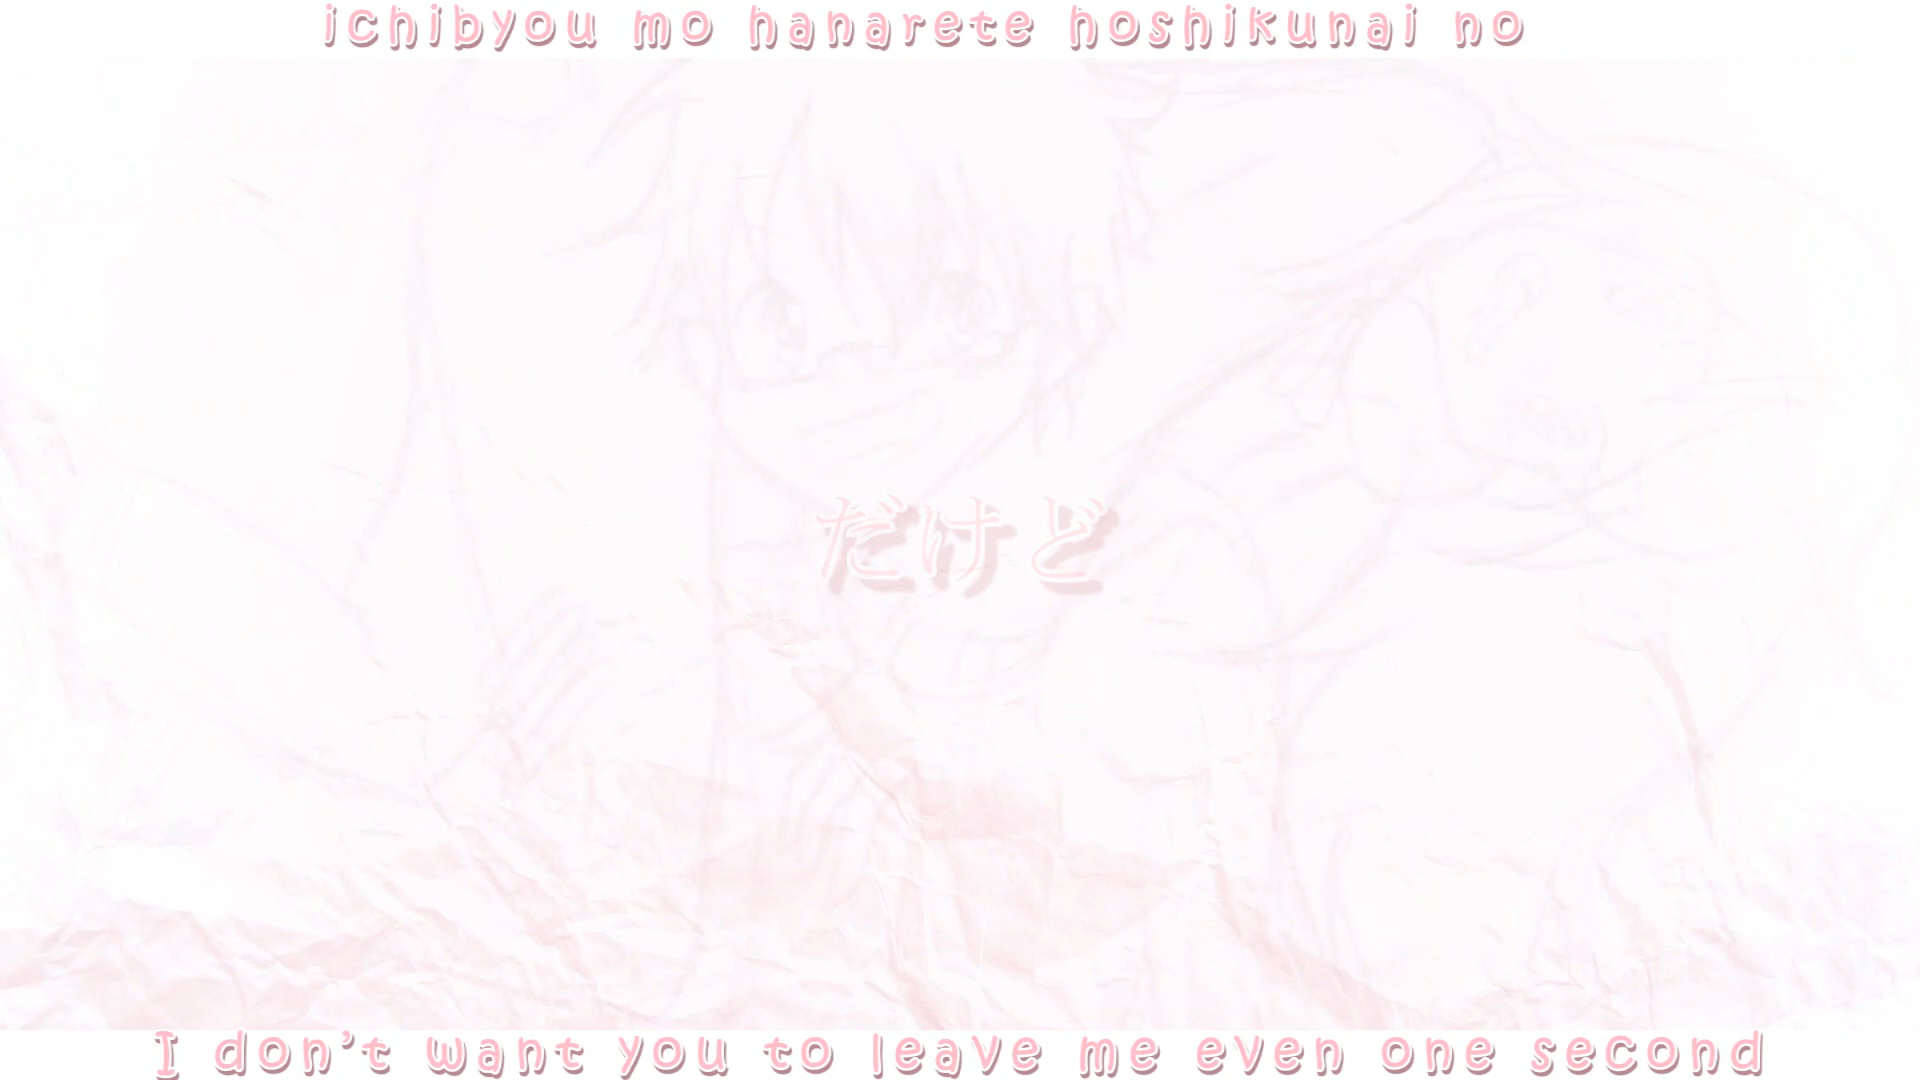 ichibyou mo hanarete hoshikunai no
だけど
I don't want you to leave me even one second